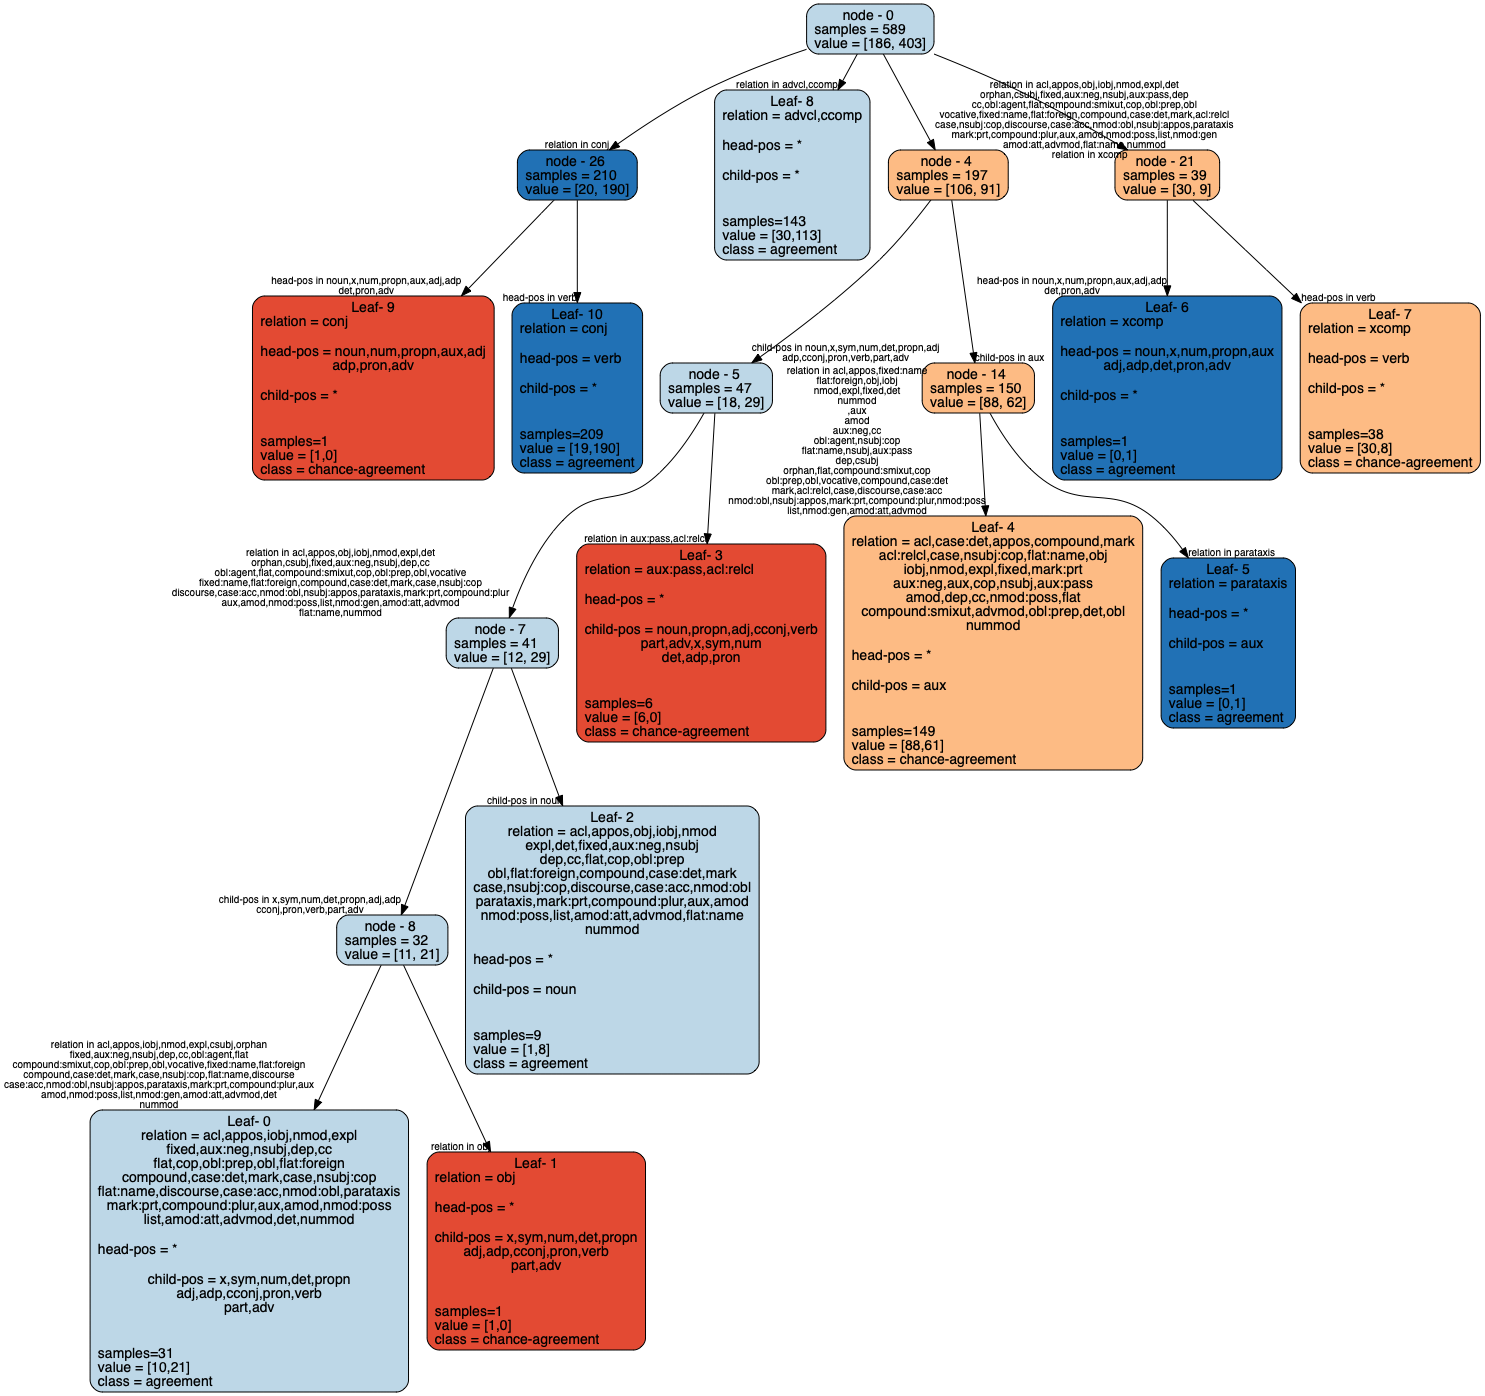 node - 0
samples = 589
value = [186, 403]
relation in advcl,ccomp
relation in acl,appos,obj,iobj,nmod,expl,det
orphan,csubj,fixed,aux:neg,nsubj,aux:pass,dep
cc,obl:agent,flat,compound:smixut,cop,obl:prep,obl
vocative,fixed:name,flat:foreign,compound,case:det,mark,acl:relcl
case,nsubj:cop,discourse,case:acc,nmod:obl,nsubj:appos,parataxis
mark:prt,compound:plur,aux,amod,nmod:poss,list,nmod:gen
amod:att,advmod,flat:name,nummod
relation in xcomp
relation in conj
Leaf- 8
relation = advcl,ccomp
head-pos = *
child-pos = *
samples=143
value = [30,113]
class = agreement
node - 26
samples = 210
value = [20, 190]
node - 4
samples = 197
value = [106, 91]
node - 21
samples = 39
value = [30, 9]
head-pos in noun,x,num,propn,aux,adj,adp
det,pron,adv
head-pos in verb
head-pos in noun,x,num,propn,aux,adj,adp
det,pron,adv
head-pos in verb
Leaf- 9
relation = conj
head-pos = noun,num,propn,aux,adj
adp,pron,adv
child-pos = *
samples=1
value = [1,0]
class = chance-agreement
Leaf- 10
relation = conj
head-pos = verb
child-pos = *
samples=209
value = [19,190]
class = agreement
Leaf- 6
relation = xcomp
head-pos = noun,x,num,propn,aux
adj,adp,det,pron,adv
child-pos = *
samples=1
value = [0,1]
class = agreement
Leaf- 7
relation = xcomp
head-pos = verb
child-pos = *
samples=38
value = [30,8]
class = chance-agreement
child-pos in noun,x,sym,num,det,propn,adj
adp,cconj,pron,verb,part,adv
child-pos in aux
node - 5
samples = 47
value = [18, 29]
node - 14
samples = 150
value = [88, 62]
relation in acl,appos,fixed:name
flat:foreign,obj,iobj
nmod,expl,fixed,det
nummod
,aux
amod
aux:neg,cc
obl:agent,nsubj:cop
flat:name,nsubj,aux:pass
dep,csubj
orphan,flat,compound:smixut,cop
obl:prep,obl,vocative,compound,case:det
mark,acl:relcl,case,discourse,case:acc
nmod:obl,nsubj:appos,mark:prt,compound:plur,nmod:poss
list,nmod:gen,amod:att,advmod
relation in parataxis
relation in aux:pass,acl:relcl
relation in acl,appos,obj,iobj,nmod,expl,det
orphan,csubj,fixed,aux:neg,nsubj,dep,cc
obl:agent,flat,compound:smixut,cop,obl:prep,obl,vocative
fixed:name,flat:foreign,compound,case:det,mark,case,nsubj:cop
discourse,case:acc,nmod:obl,nsubj:appos,parataxis,mark:prt,compound:plur
aux,amod,nmod:poss,list,nmod:gen,amod:att,advmod
flat:name,nummod
Leaf- 3
relation = aux:pass,acl:relcl
head-pos = *
child-pos = noun,propn,adj,cconj,verb
part,adv,x,sym,num
det,adp,pron
samples=6
value = [6,0]
class = chance-agreement
Leaf- 4
relation = acl,case:det,appos,compound,mark
acl:relcl,case,nsubj:cop,flat:name,obj
iobj,nmod,expl,fixed,mark:prt
aux:neg,aux,cop,nsubj,aux:pass
amod,dep,cc,nmod:poss,flat
compound:smixut,advmod,obl:prep,det,obl
nummod
head-pos = *
child-pos = aux
samples=149
value = [88,61]
class = chance-agreement
Leaf- 5
relation = parataxis
head-pos = *
child-pos = aux
samples=1
value = [0,1]
class = agreement
node - 7
samples = 41
value = [12, 29]
child-pos in noun
Leaf- 2
relation = acl,appos,obj,iobj,nmod
expl,det,fixed,aux:neg,nsubj
dep,cc,flat,cop,obl:prep
obl,flat:foreign,compound,case:det,mark
case,nsubj:cop,discourse,case:acc,nmod:obl
parataxis,mark:prt,compound:plur,aux,amod
nmod:poss,list,amod:att,advmod,flat:name
nummod
head-pos = *
child-pos = noun
samples=9
value = [1,8]
class = agreement
child-pos in x,sym,num,det,propn,adj,adp
cconj,pron,verb,part,adv
node - 8
samples = 32
value = [11, 21]
relation in acl,appos,iobj,nmod,expl,csubj,orphan
fixed,aux:neg,nsubj,dep,cc,obl:agent,flat
compound:smixut,cop,obl:prep,obl,vocative,fixed:name,flat:foreign
compound,case:det,mark,case,nsubj:cop,flat:name,discourse
case:acc,nmod:obl,nsubj:appos,parataxis,mark:prt,compound:plur,aux
amod,nmod:poss,list,nmod:gen,amod:att,advmod,det
nummod
relation in obj
Leaf- 0
relation = acl,appos,iobj,nmod,expl
fixed,aux:neg,nsubj,dep,cc
flat,cop,obl:prep,obl,flat:foreign
compound,case:det,mark,case,nsubj:cop
flat:name,discourse,case:acc,nmod:obl,parataxis
mark:prt,compound:plur,aux,amod,nmod:poss
list,amod:att,advmod,det,nummod
head-pos = *
child-pos = x,sym,num,det,propn
adj,adp,cconj,pron,verb
part,adv
samples=31
value = [10,21]
class = agreement
Leaf- 1
relation = obj
head-pos = *
child-pos = x,sym,num,det,propn
adj,adp,cconj,pron,verb
part,adv
samples=1
value = [1,0]
class = chance-agreement